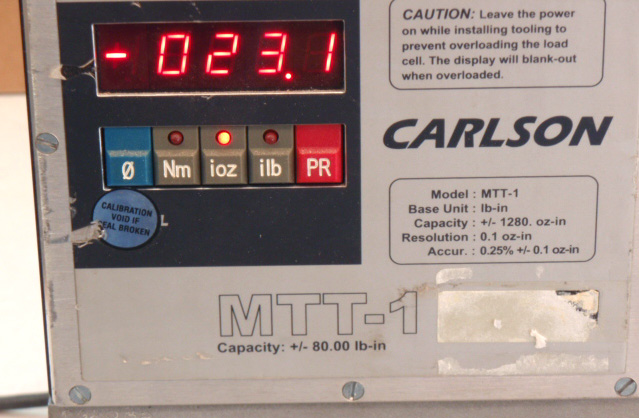 - 023.1
CAUTION: Leave the power
on while installing tooling to
prevent overloading the load
cell. The display will blank-out
when overloaded.
CARLSON
Ø Nm ioz ilb PR
CALIBRATION
VOID IF
SEAL BROKEN
L
Model : MTT-1
Base Unit : lb-in
Capacity : +/- 1280. oz-in
Resolution : 0.1 oz-in
Accur. : 0.25% +/- 0.1 oz-in
MTT-1
Capacity: +/- 80.00 lb-in